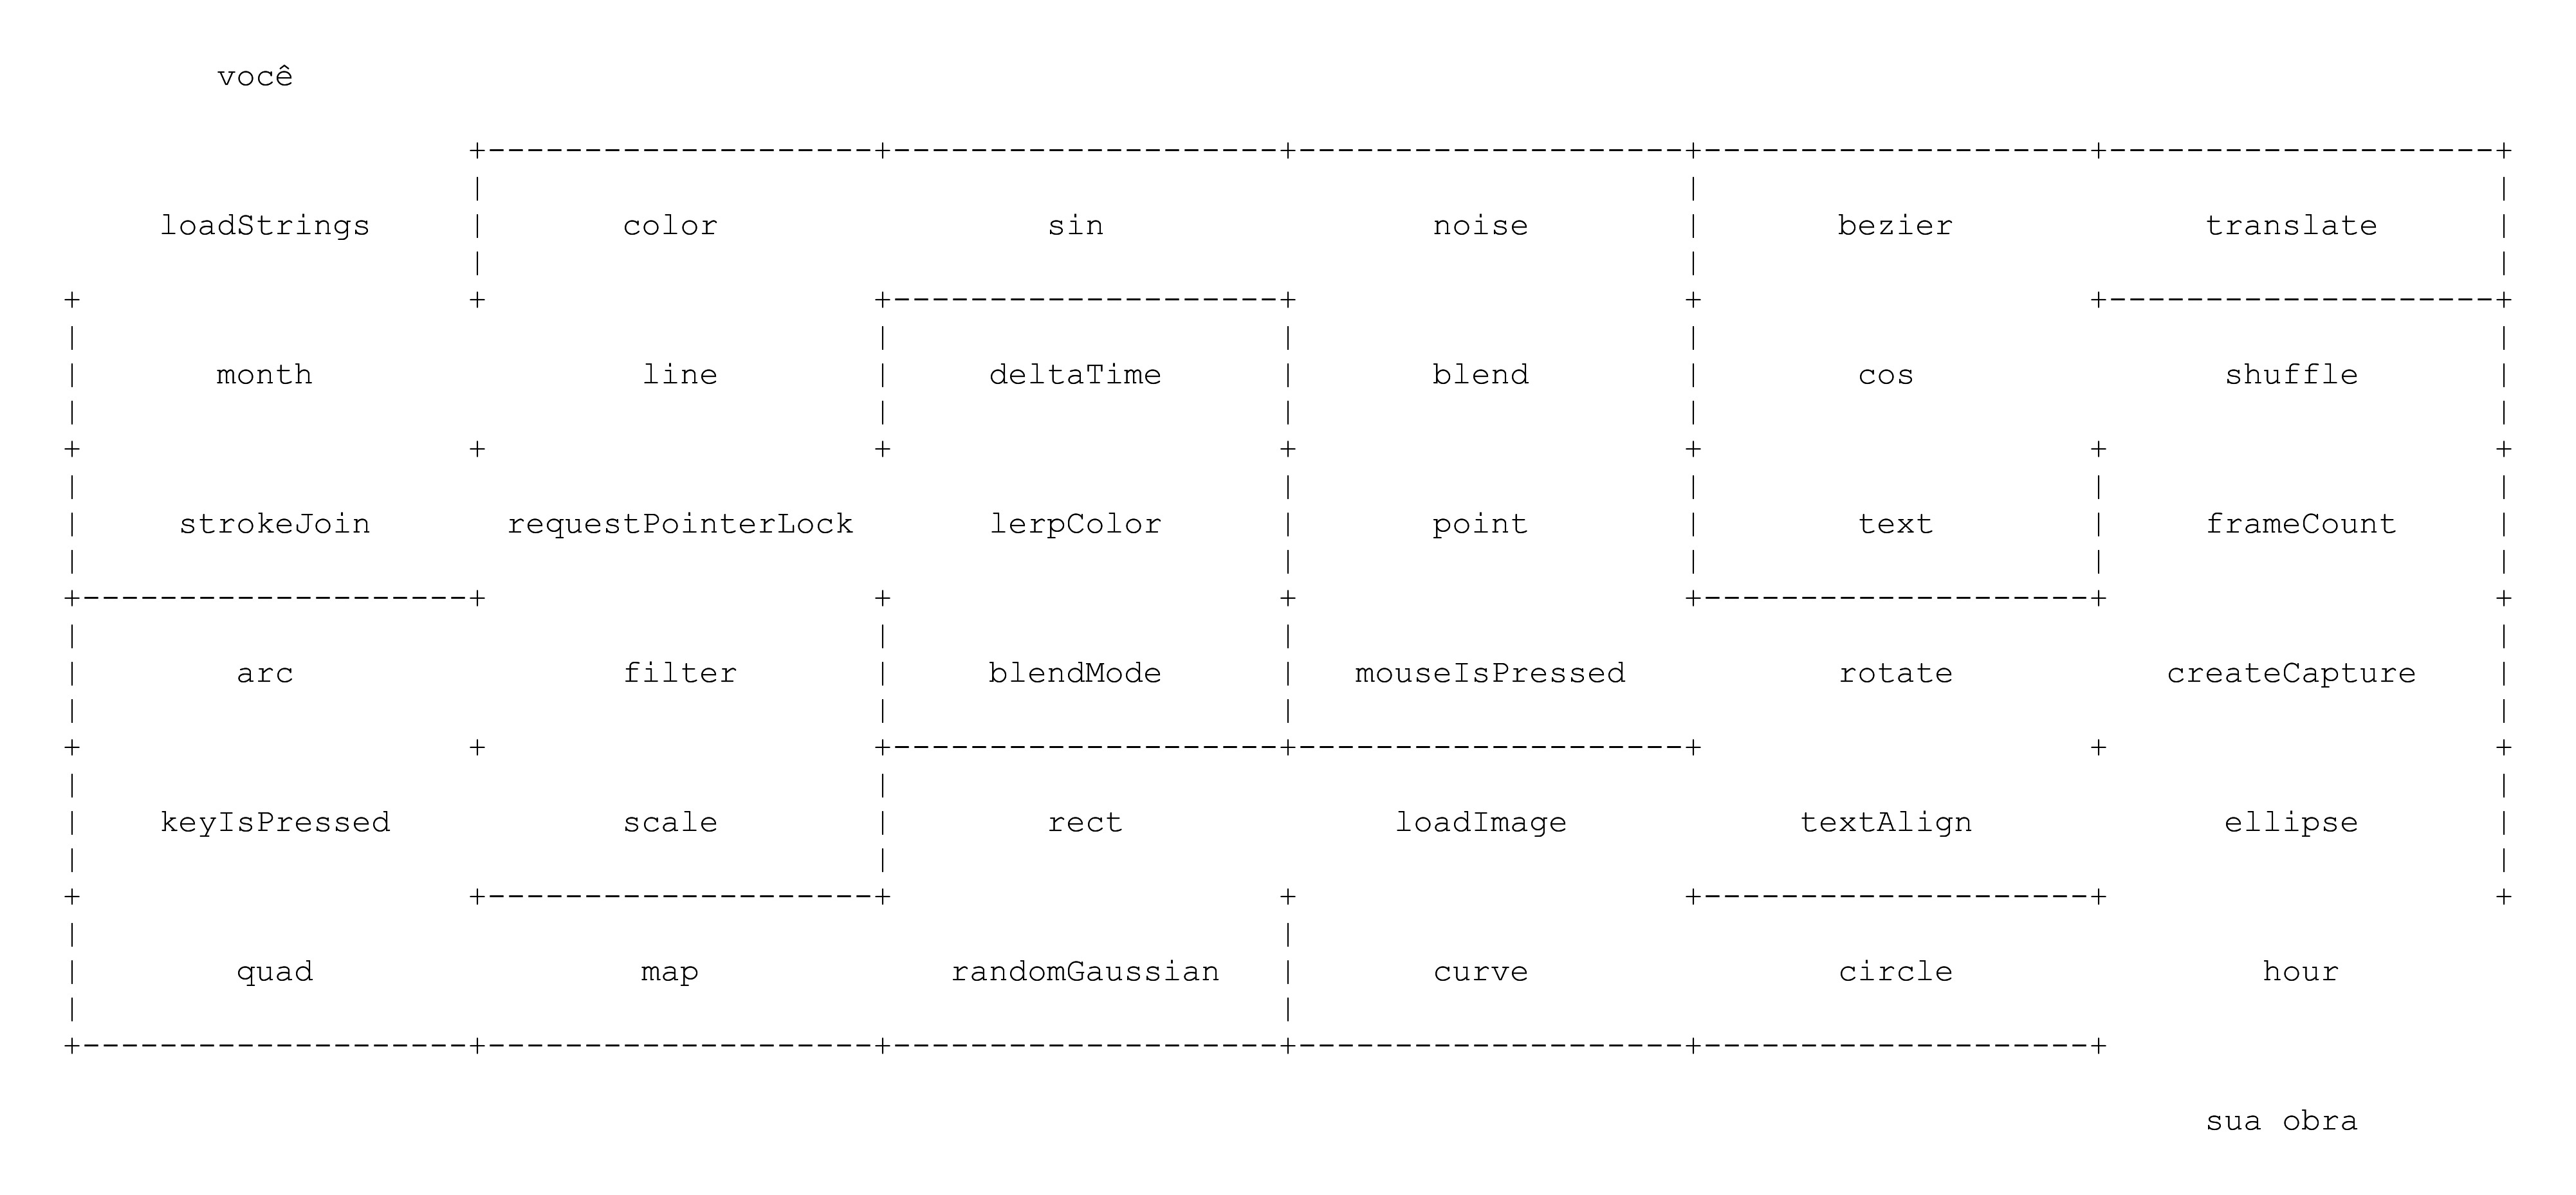 você
loadStrings color sin noise bezier translate
month line deltaTime blend cos shuffle
strokeJoin requestPointerLock lerpColor point text frameCount
arc filter blendMode mouseIsPressed rotate createCapture
keyIsPressed scale rect loadImage textAlign ellipse
quad map randomGaussian curve circle hour
sua obra